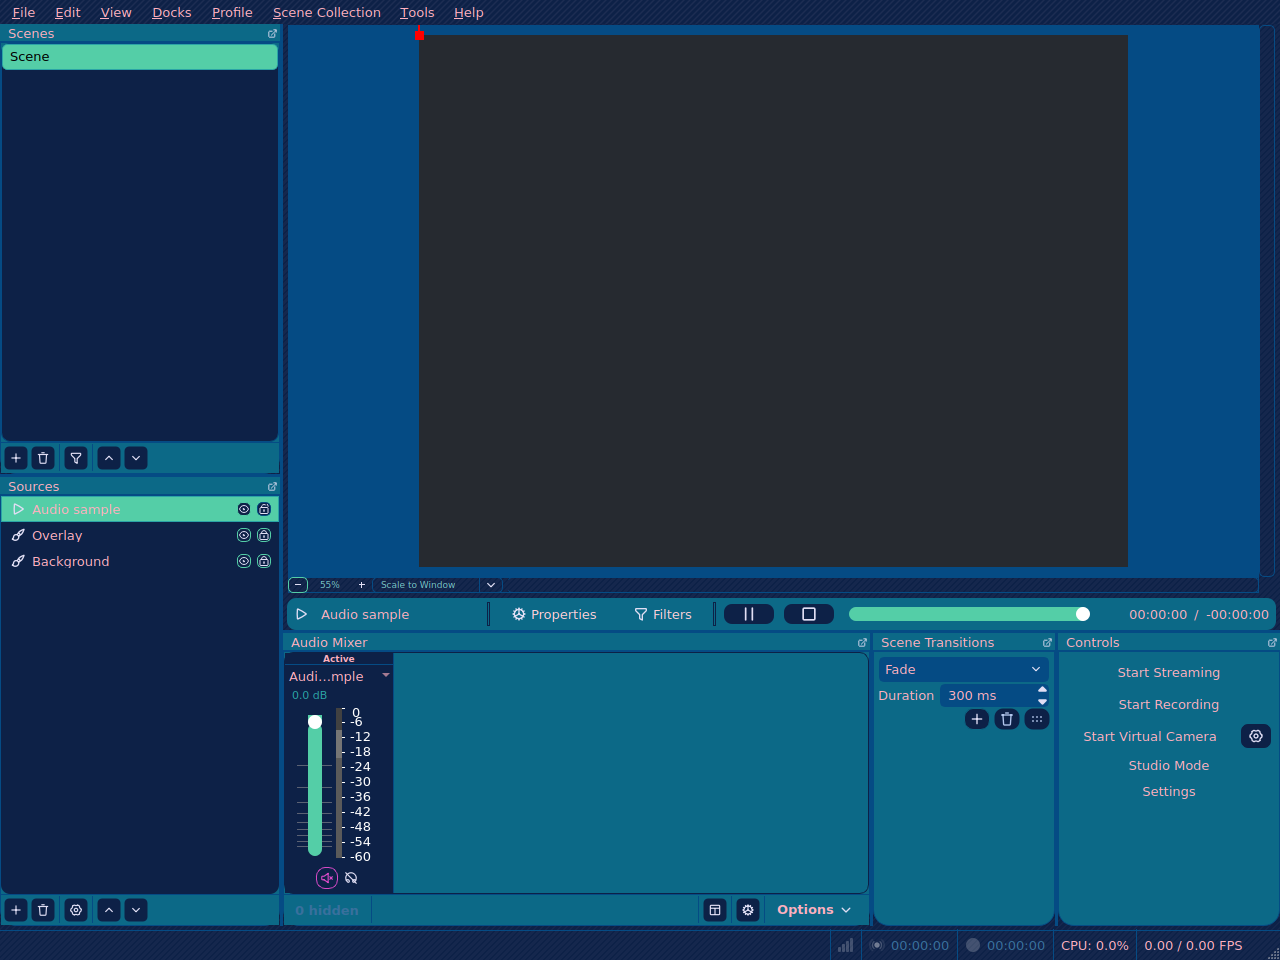 File Edit View Docks Profile Scene Collection Tools Help
Scenes
Scene
Sources
Audio sample
Overlay
Background
55% Scale to Window
Audio sample Properties Filters 00:00:00 / -00:00:00
Audio Mixer
Active
Audi...mple
0.0 dB
0
-6
-12
-18
-24
-30
-36
-42
-48
-54
-60
0 hidden Options
Scene Transitions
Fade
Duration 300 ms
Controls
Start Streaming
Start Recording
Start Virtual Camera
Studio Mode
Settings
00:00:00 00:00:00 CPU: 0.0% 0.00 / 0.00 FPS